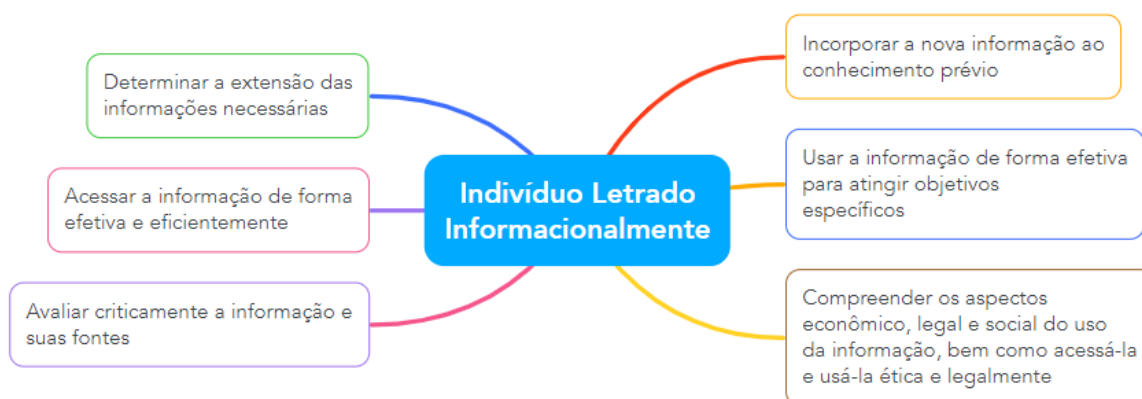 Determinar a extensão das
informações necessárias
Acessar a informação de forma
efetiva e eficientemente
Avaliar criticamente a informação e
suas fontes
Indivíduo Letrado
Informacionalmente
Incorporar a nova informação ao
conhecimento prévio
Usar a informação de forma efetiva
para atingir objetivos
específicos
Compreender os aspectos
econômico, legal e social do uso
da informação, bem como acessá-la
e usá-la ética e legalmente